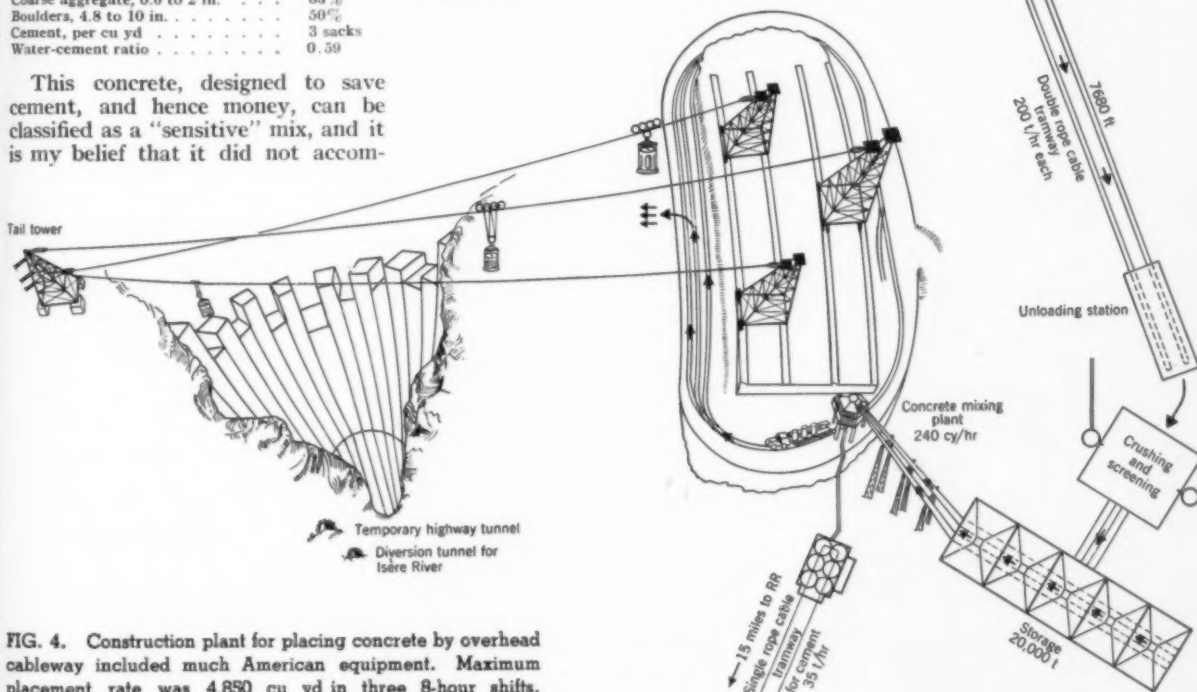 Coarse aggregate, 0.6 to 2 in. . . . . 60%
Boulders, 4.8 to 10 in. . . . . . . . 50%
Cement, per cu yd . . . . . . . . 3 sacks
Water-cement ratio . . . . . . . . 0.59
This concrete, designed to save
cement, and hence money, can be
classified as a “sensitive” mix, and it
is my belief that it did not accom-
Tail tower
Temporary highway tunnel
Diversion tunnel for
Isère River
FIG. 4. Construction plant for placing concrete by overhead
cableway included much American equipment. Maximum
placement rate was 4,850 cu yd in three 8-hour shifts.
7680 ft
Double rope cable
tramway
200 t/hr each
Unloading station
Crushing
and
screening
Concrete mixing
plant
240 cy/hr
Storage
20,000 t
15 miles to RR
single rope cable
tramway
for cement
35 t/hr